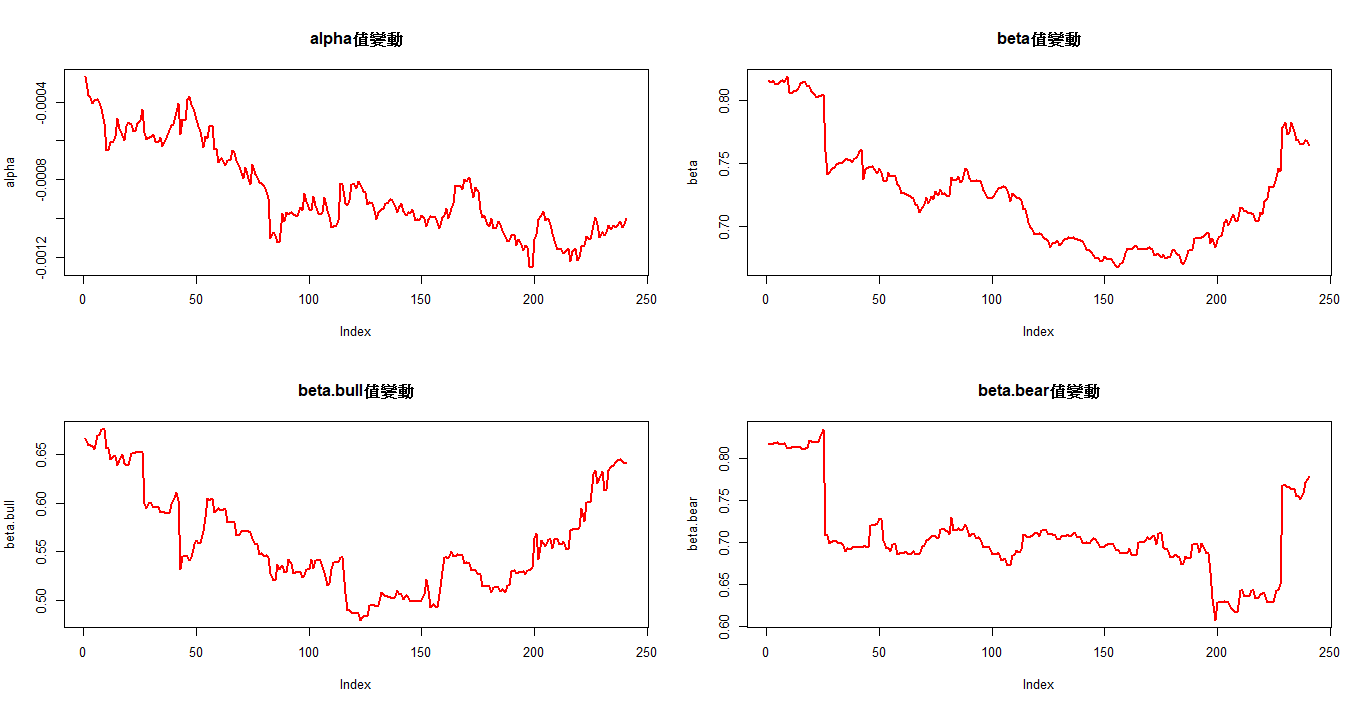 alpha值變動
alpha
-0.0012 -0.0008 -0.0004
0 50 100 150 200 250
Index
beta值變動
beta
0.70 0.75 0.80
0 50 100 150 200 250
Index
beta.bull值變動
beta.bull
0.50 0.55 0.60 0.65
0 50 100 150 200 250
Index
beta.bear值變動
beta.bear
0.60 0.65 0.70 0.75 0.80
0 50 100 150 200 250
Index